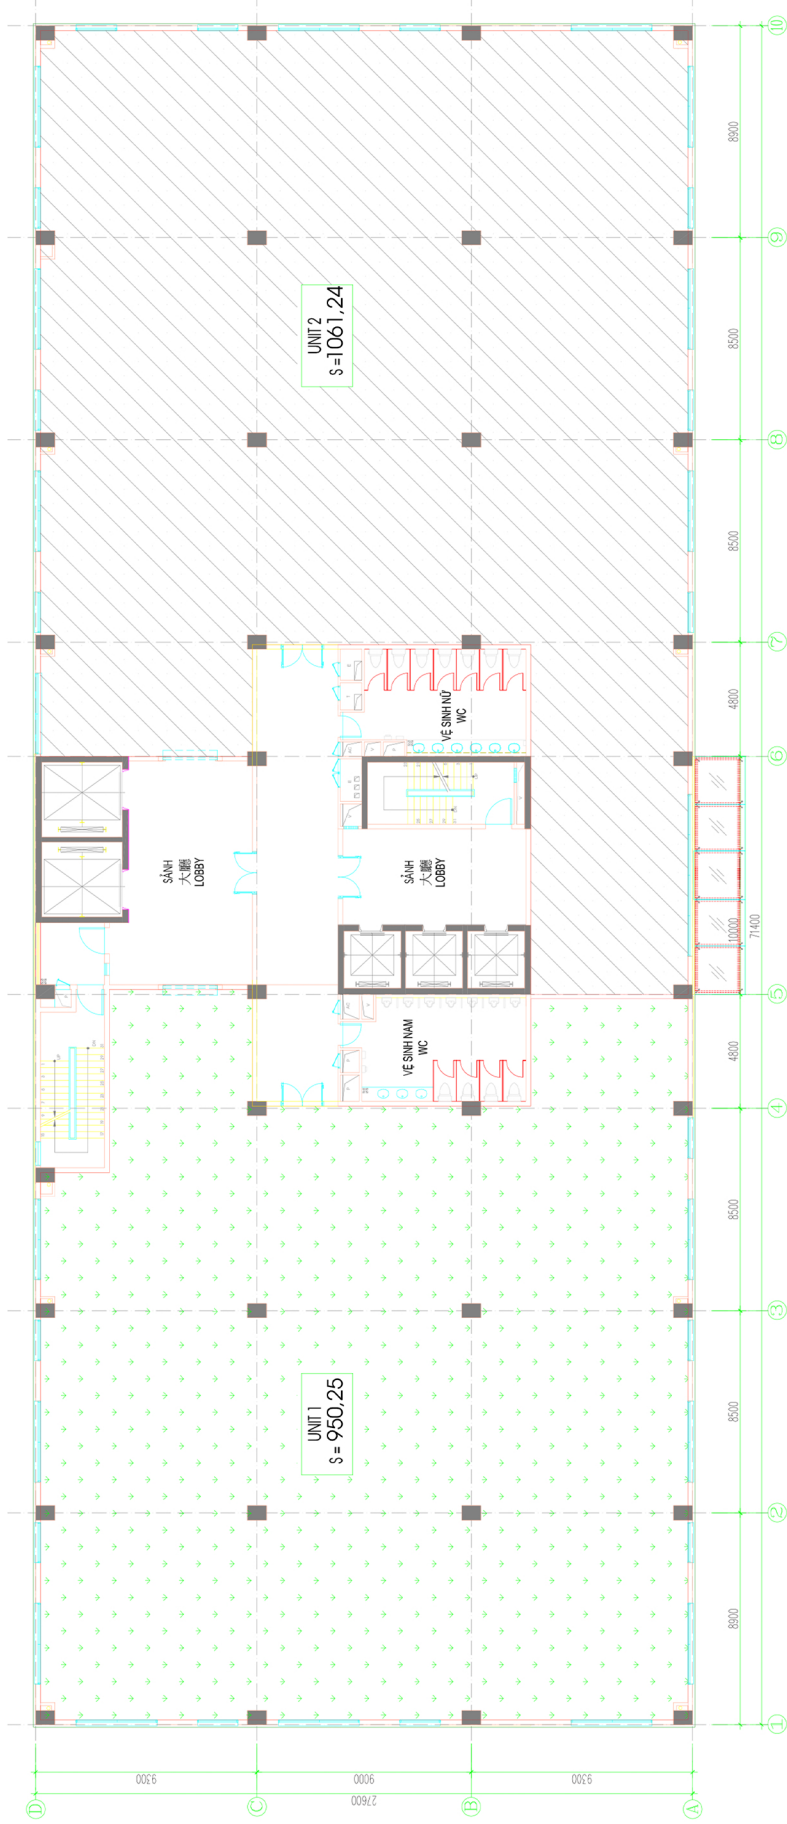 10
8900
9
UNIT 2
S =1061,24
8500
8
8500
7
4800
VỆ SINH NỮ
WC
6
SẢNH
大廳
LOBBY
SẢNH
大廳
LOBBY
10000
71400
5
VỆ SINH NAM
WC
4800
4
8500
3
UNIT 1
S = 950,25
8500
2
8900
1
9300
9000
9300
27600
D
C
B
A